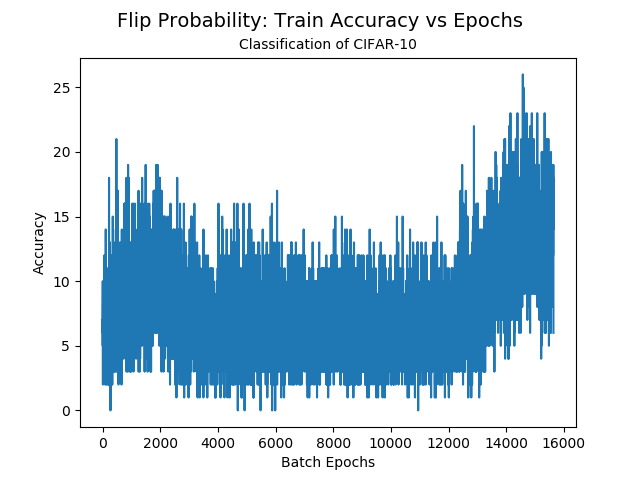 Flip Probability: Train Accuracy vs Epochs
Classification of CIFAR-10
25
20
15
10
5
0
Accuracy
0 2000 4000 6000 8000 10000 12000 14000 16000
Batch Epochs